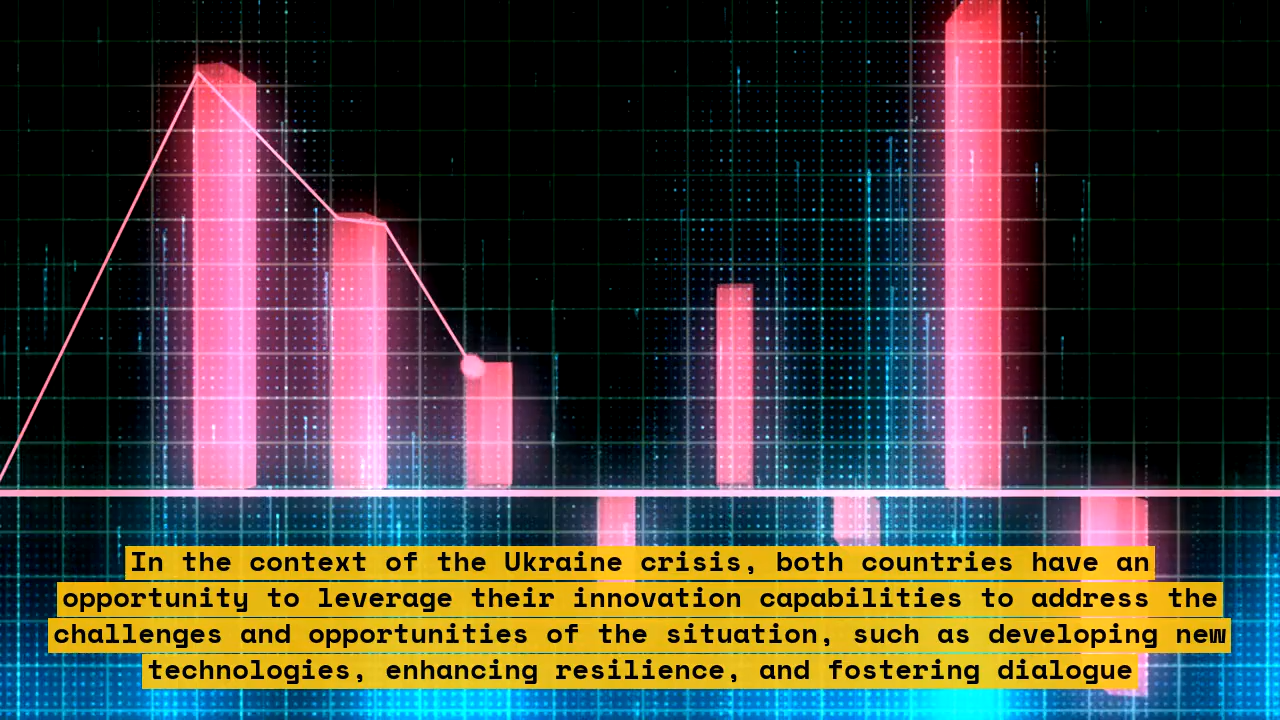 In the context of the Ukraine crisis, both countries have an
opportunity to leverage their innovation capabilities to address the
challenges and opportunities of the situation, such as developing new
technologies, enhancing resilience, and fostering dialogue